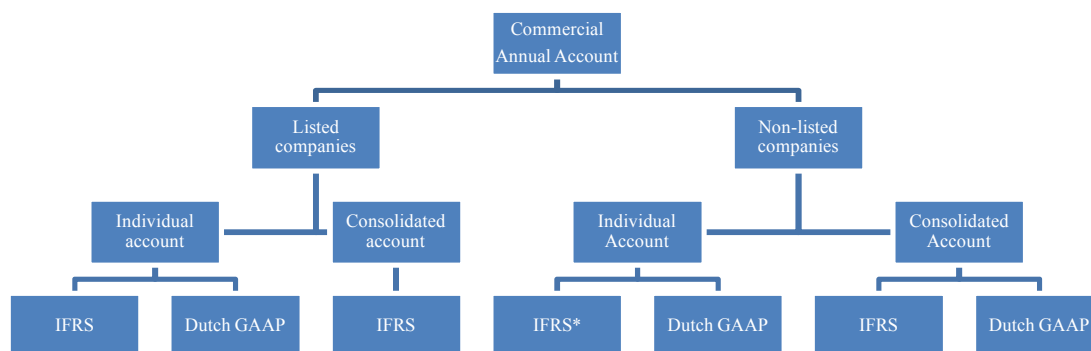 Commercial
Annual Account
Listed
companies
Non-listed
companies
Individual
account
Consolidated
account
Individual
Account
Consolidated
Account
IFRS
Dutch GAAP
IFRS
IFRS*
Dutch GAAP
IFRS
Dutch GAAP